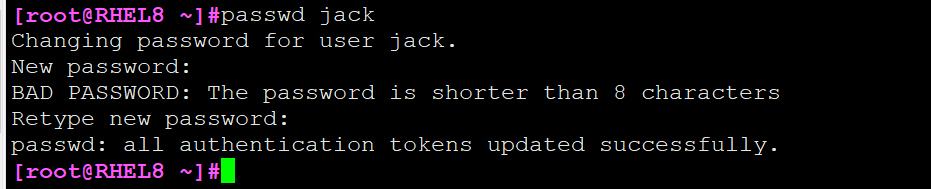 [root@RHEL8 ~]#passwd jack
Changing password for user jack.
New password:
BAD PASSWORD: The password is shorter than 8 characters
Retype new password:
passwd: all authentication tokens updated successfully.
[root@RHEL8 ~]#